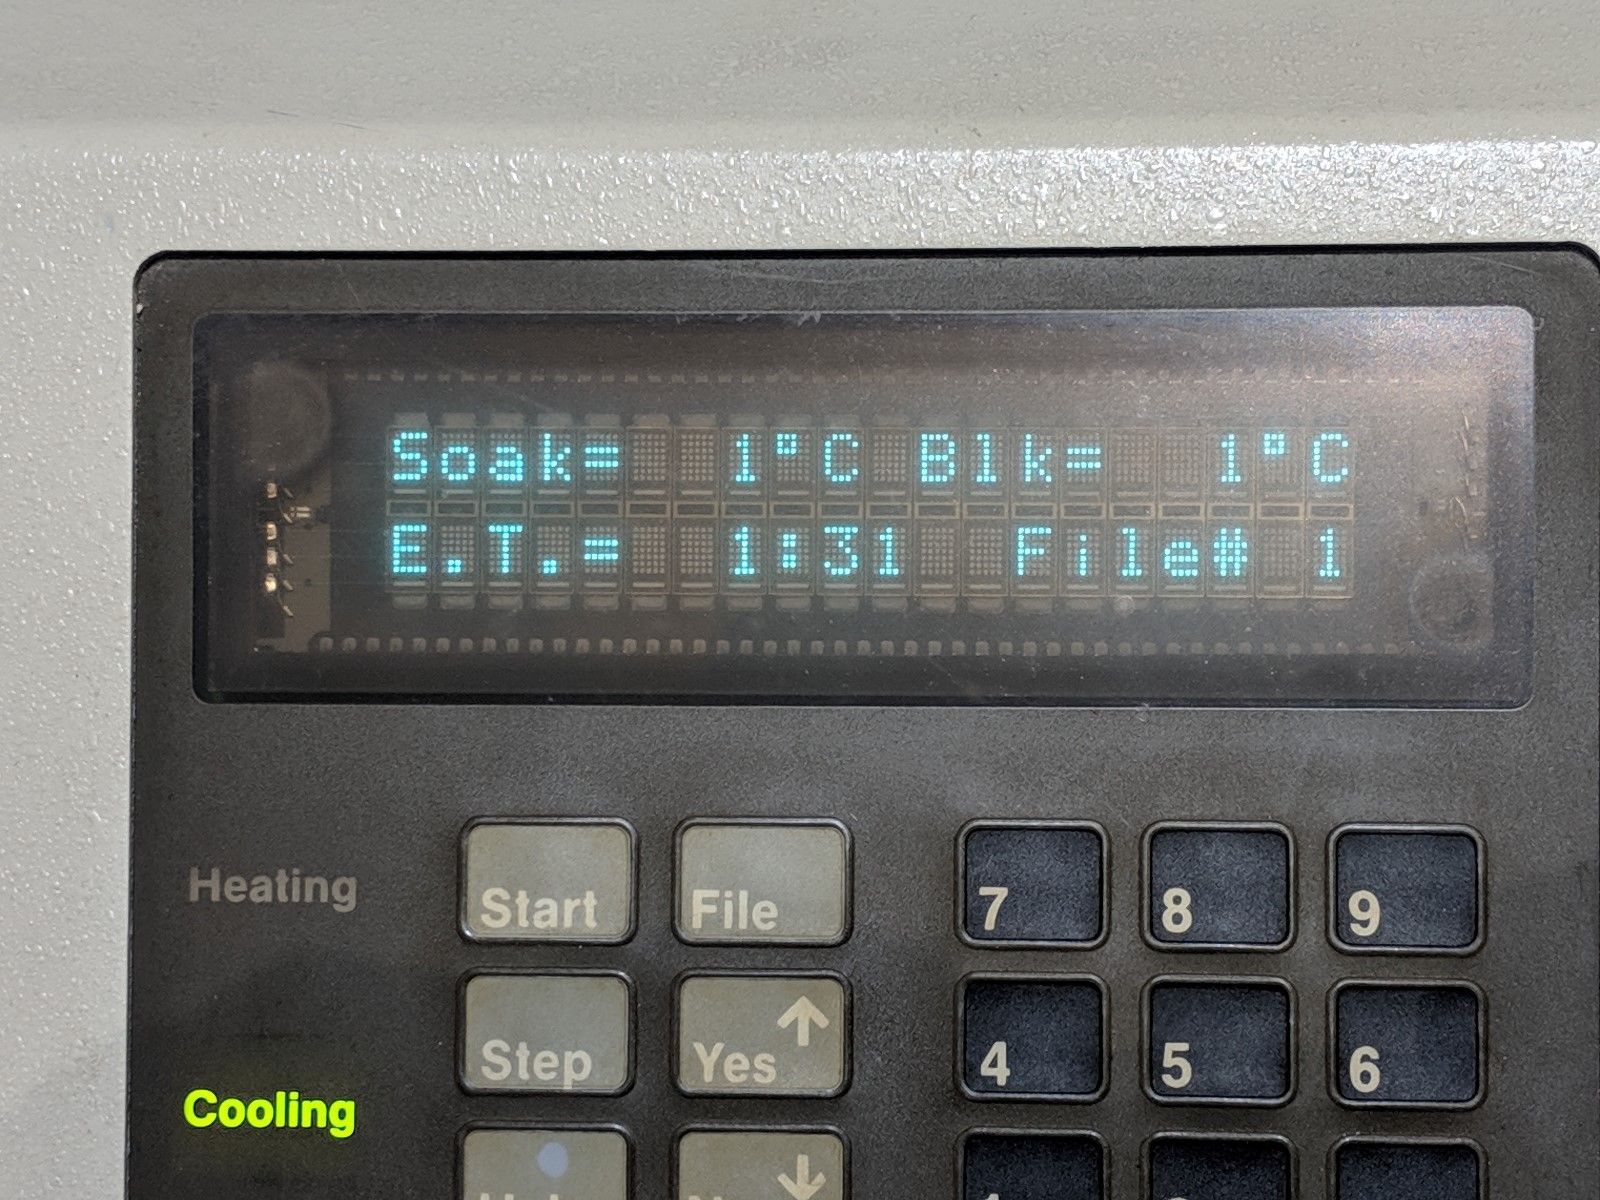 Soak= 1°C Blk= 1°C
E.T.= 1:31 File# 1
Heating
Start File 7 8 9
Step Yes ↑ 4 5 6
Cooling
↓